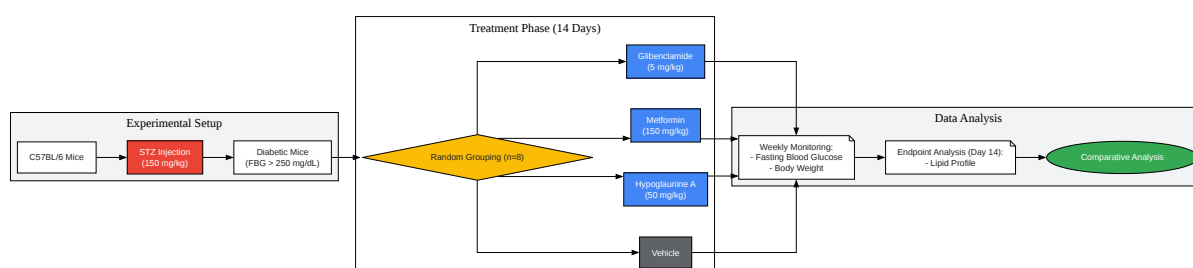 Experimental Setup
C57BL/6 Mice
STZ Injection
(150 mg/kg)
Diabetic Mice
(FBG > 250 mg/dL)
Treatment Phase (14 Days)
Random Grouping (n=8)
Glibenclamide
(5 mg/kg)
Metformin
(150 mg/kg)
Hypoglaunine A
(50 mg/kg)
Vehicle
Data Analysis
Weekly Monitoring:
- Fasting Blood Glucose
- Body Weight
Endpoint Analysis (Day 14):
- Lipid Profile
Comparative Analysis